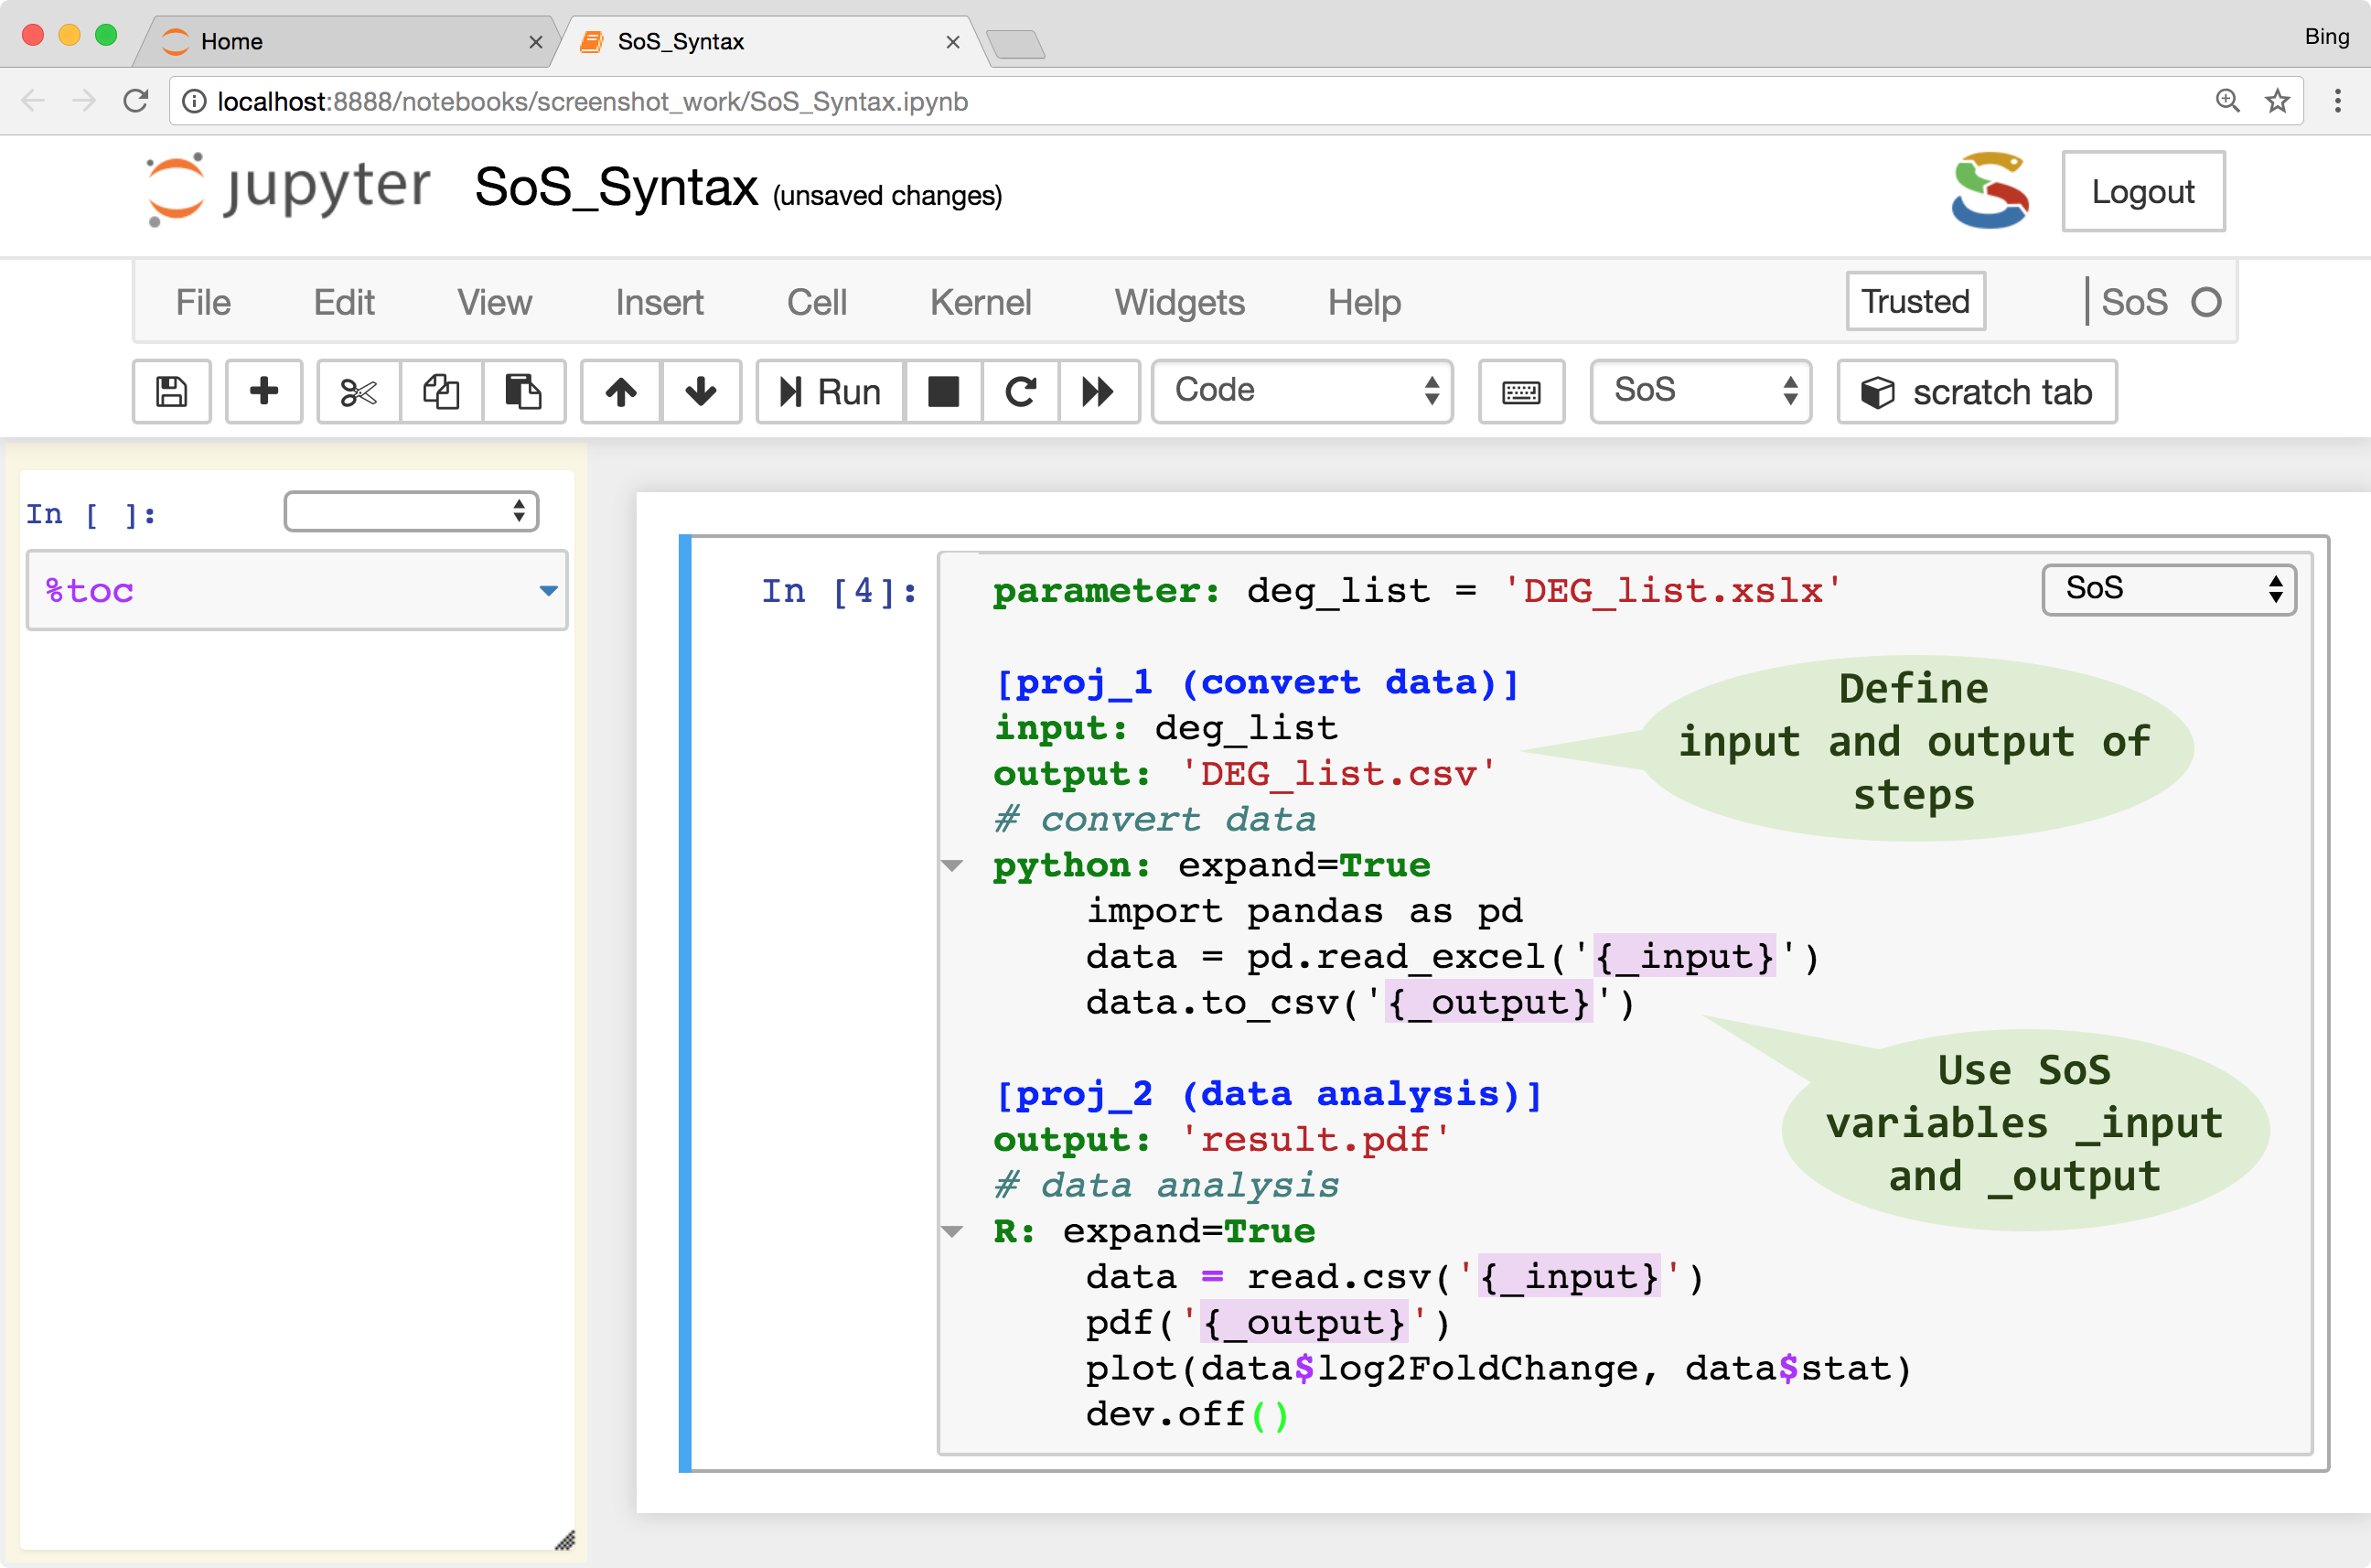 Home
SoS_Syntax
Bing
localhost:8888/notebooks/screenshot_work/SoS_Syntax.ipynb
jupyter SoS_Syntax (unsaved changes)
Logout
File Edit View Insert Cell Kernel Widgets Help
Trusted
SoS
Run
Code
SoS
scratch tab
In [ ]:
%toc
In [4]:
parameter: deg_list = 'DEG_list.xslx'
SoS
[proj_1 (convert data)]
input: deg_list
output: 'DEG_list.csv'
# convert data
python: expand=True
import pandas as pd
data = pd.read_excel('{_input}')
data.to_csv('{_output}')
[proj_2 (data analysis)]
output: 'result.pdf'
# data analysis
R: expand=True
data = read.csv('{_input}')
pdf('{_output}')
plot(data$log2FoldChange, data$stat)
dev.off()
Define
input and output of
steps
Use SoS
variables _input
and _output